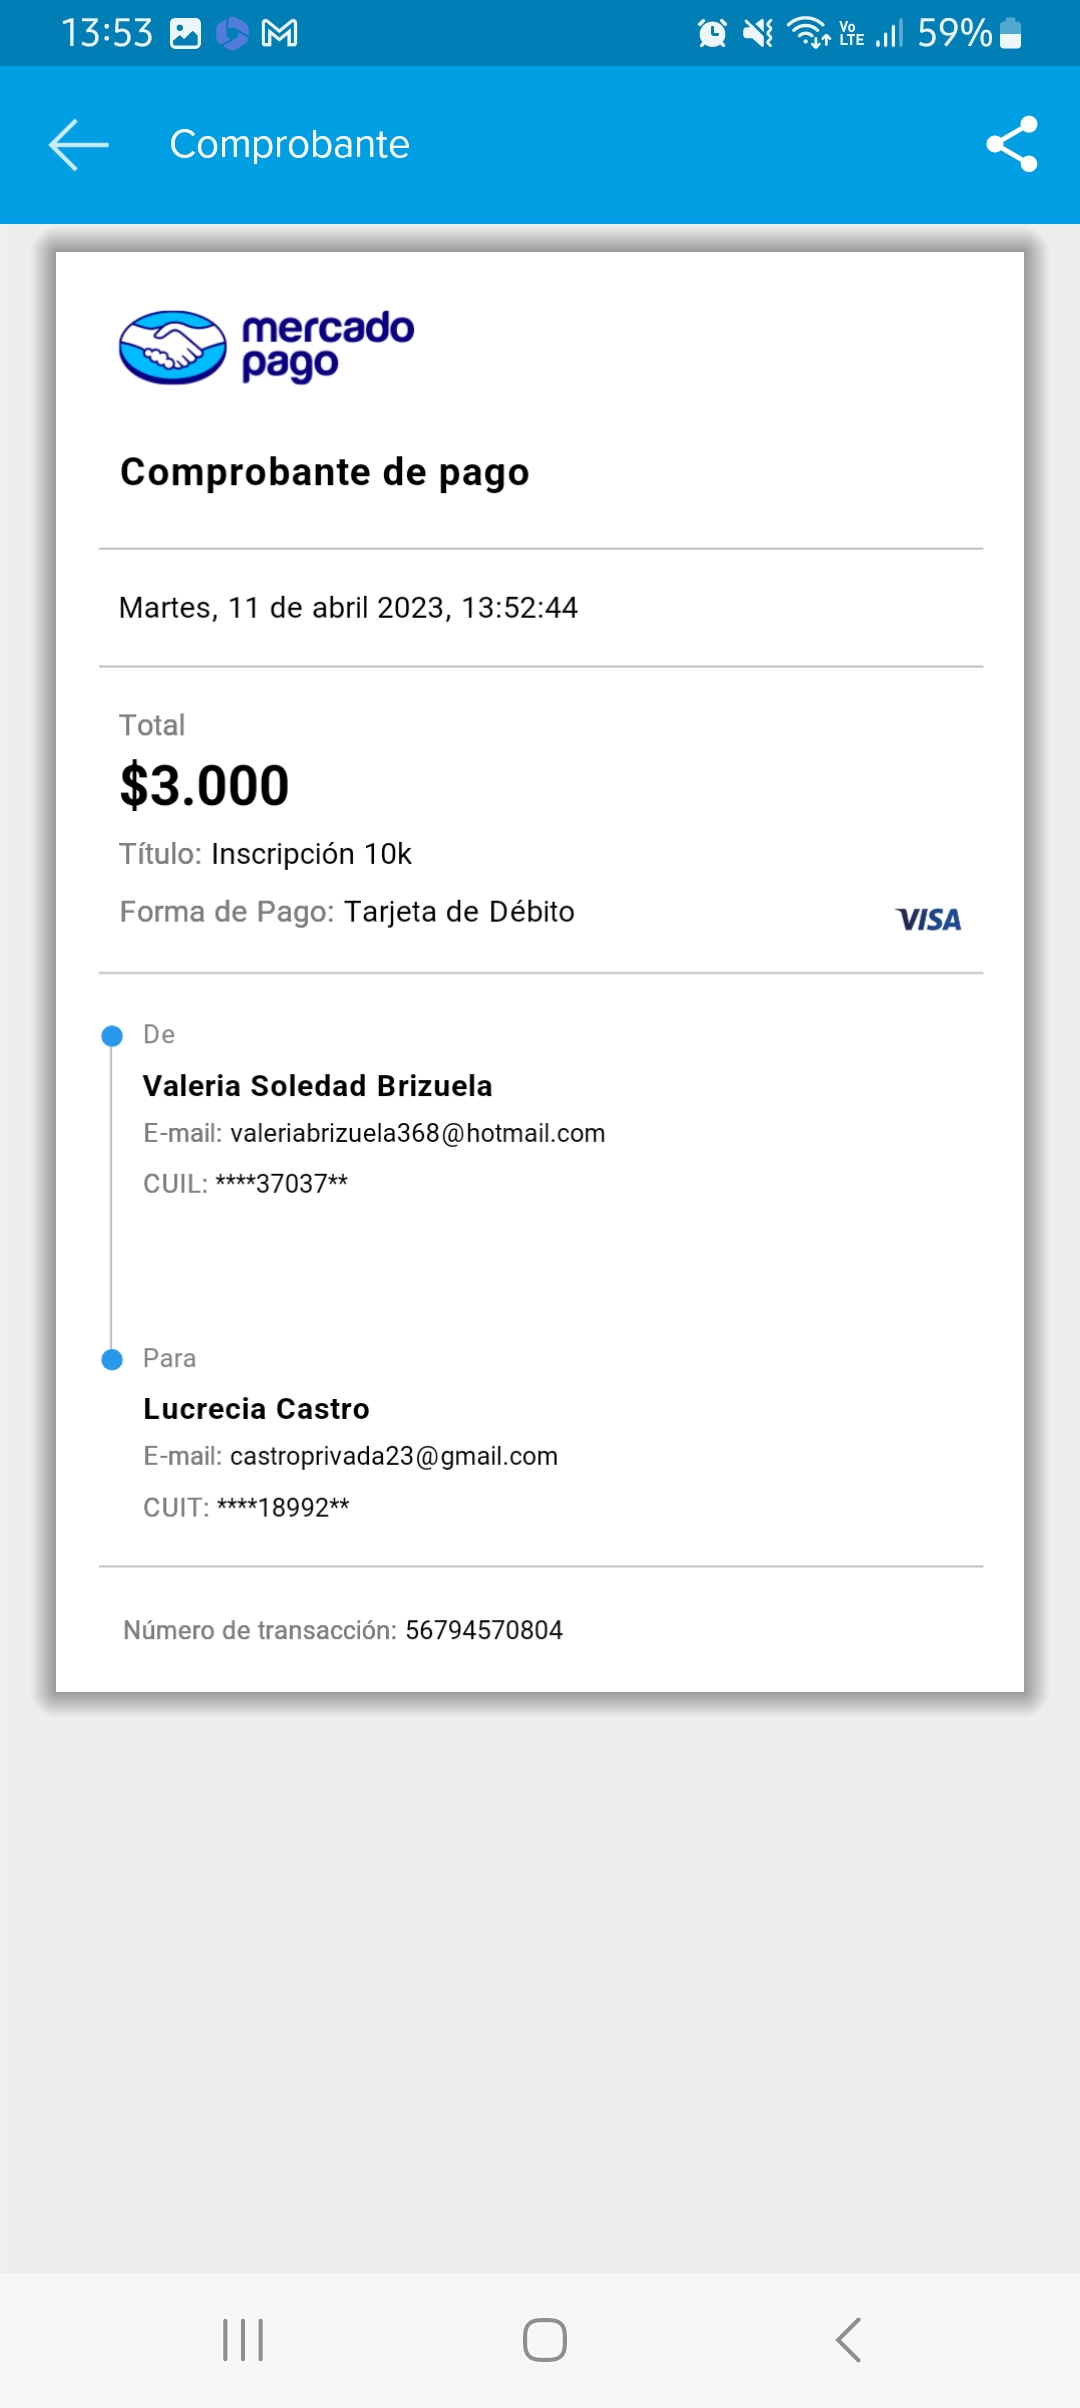 13:53 Vo LTE 59%
Comprobante
mercado
pago
Comprobante de pago
Martes, 11 de abril 2023, 13:52:44
Total
$3.000
Título: Inscripción 10k
Forma de Pago: Tarjeta de Débito VISA
De
Valeria Soledad Brizuela
E-mail: valeriabrizuela368@hotmail.com
CUIL: ****37037**
Para
Lucrecia Castro
E-mail: castroprivada23@gmail.com
CUIT: ****18992**
Número de transacción: 56794570804